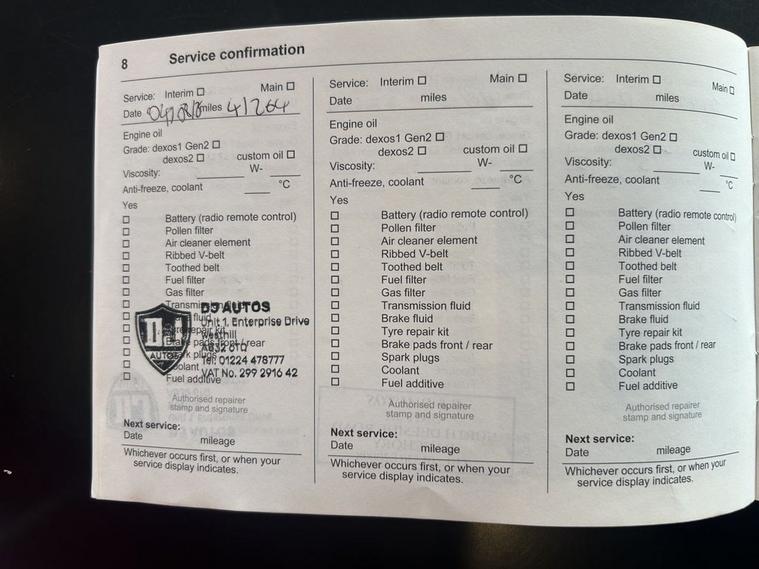 8 Service confirmation
Service: Interim ☐ Main ☐
Date 04/08/18 miles 41264
Engine oil
Grade: dexos1 Gen2 ☐
dexos2 ☐ custom oil ☐
Viscosity: W-
Anti-freeze, coolant °C
Yes
☐ Battery (radio remote control)
☐ Pollen filter
☐ Air cleaner element
☐ Ribbed V-belt
☐ Toothed belt
☐ Fuel filter
☐ Gas filter
DJ AUTOS
Unit 1, Enterprise Drive
Westhill
AB32 6TQ
Tel: 01224 478777
VAT No. 299 2916 42
AUTOS
Fuel additive
Authorised repairer
stamp and signature
Next service:
Date mileage
Whichever occurs first, or when your
service display indicates.
Service: Interim ☐ Main ☐
Date miles
Engine oil
Grade: dexos1 Gen2 ☐
dexos2 ☐ custom oil ☐
Viscosity: W-
Anti-freeze, coolant °C
Yes
☐ Battery (radio remote control)
☐ Pollen filter
☐ Air cleaner element
☐ Ribbed V-belt
☐ Toothed belt
☐ Fuel filter
☐ Gas filter
☐ Transmission fluid
☐ Brake fluid
☐ Tyre repair kit
☐ Brake pads front / rear
☐ Spark plugs
☐ Coolant
☐ Fuel additive
Authorised repairer
stamp and signature
Next service:
Date mileage
Whichever occurs first, or when your
service display indicates.
Service: Interim ☐ Main ☐
Date miles
Engine oil
Grade: dexos1 Gen2 ☐
dexos2 ☐ custom oil ☐
Viscosity: W-
Anti-freeze, coolant °C
Yes
☐ Battery (radio remote control)
☐ Pollen filter
☐ Air cleaner element
☐ Ribbed V-belt
☐ Toothed belt
☐ Fuel filter
☐ Gas filter
☐ Transmission fluid
☐ Brake fluid
☐ Tyre repair kit
☐ Brake pads front / rear
☐ Spark plugs
☐ Coolant
☐ Fuel additive
Authorised repairer
stamp and signature
Next service:
Date mileage
Whichever occurs first, or when your
service display indicates.